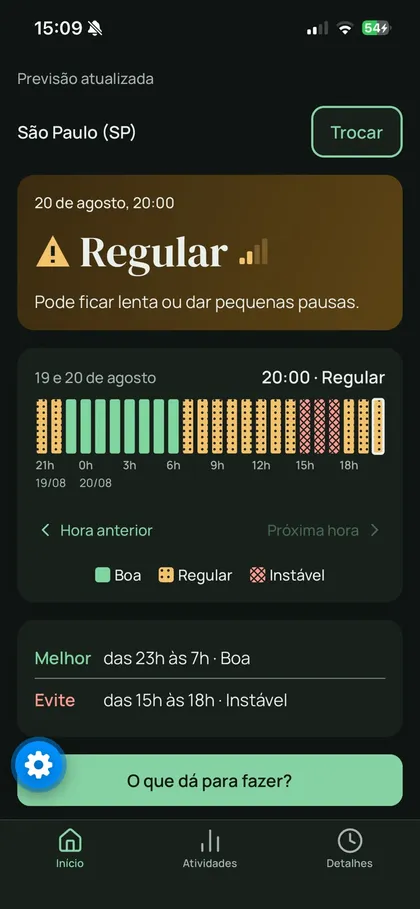 15:09
54
Previsão atualizada
São Paulo (SP)
Trocar
20 de agosto, 20:00
Regular
Pode ficar lenta ou dar pequenas pausas.
19 e 20 de agosto
20:00 · Regular
21h 0h 3h 6h 9h 12h 15h 18h
19/08 20/08
Hora anterior
Próxima hora
Boa Regular Instável
Melhor das 23h às 7h · Boa
Evite das 15h às 18h · Instável
O que dá para fazer?
Início Atividades Detalhes